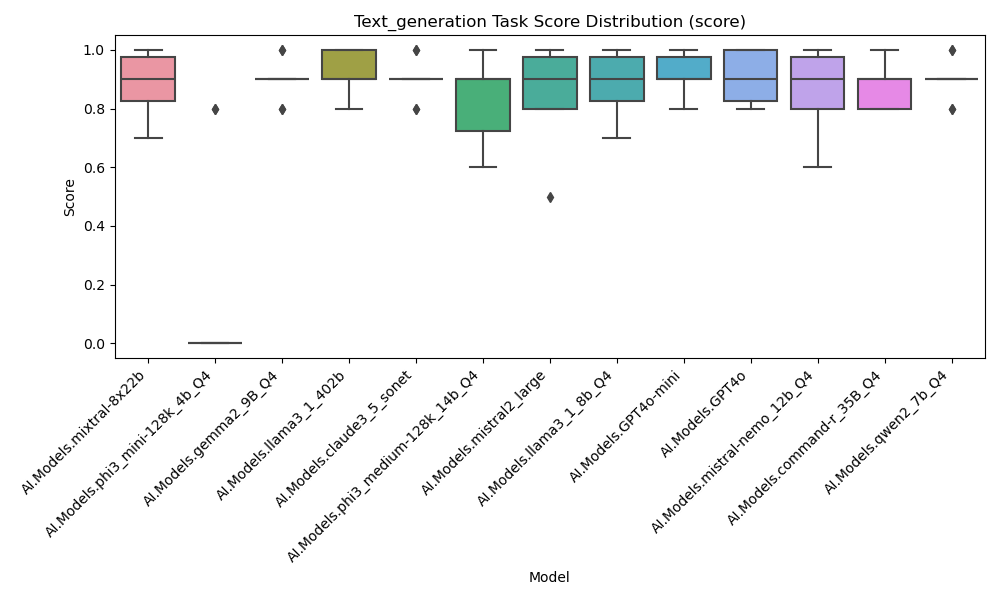 Text_generation Task Score Distribution (score)
Score
1.0
0.8
0.6
0.4
0.2
0.0
AI.Models.mixtral-8x22b
AI.Models.phi3_mini-128k_4b_Q4
AI.Models.gemma2_9B_Q4
AI.Models.llama3_1_402b
AI.Models.claude3_5_sonet
AI.Models.phi3_medium-128k_14b_Q4
AI.Models.mistral2_large
AI.Models.llama3_1_8b_Q4
AI.Models.GPT4o-mini
AI.Models.GPT4o
AI.Models.mistral-nemo_12b_Q4
AI.Models.command-r_35B_Q4
AI.Models.qwen2_7b_Q4
Model